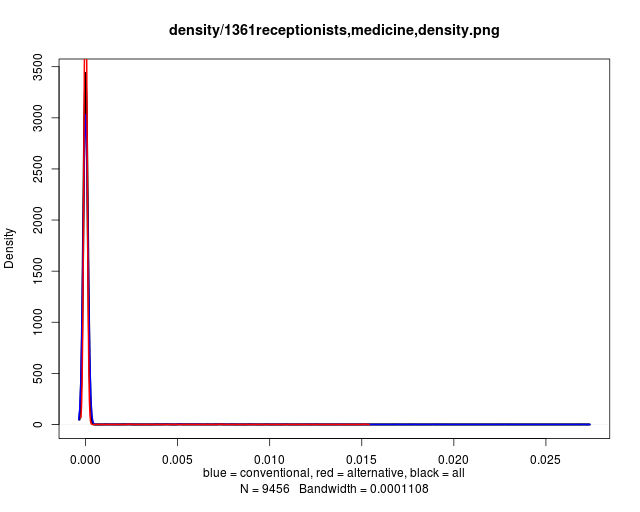 density/1361receptionists,medicine,density.png
3500
3000
2500
2000
1500
1000
500
0
Density
0.000 0.005 0.010 0.015 0.020 0.025
blue = conventional, red = alternative, black = all
N = 9456 Bandwidth = 0.0001108